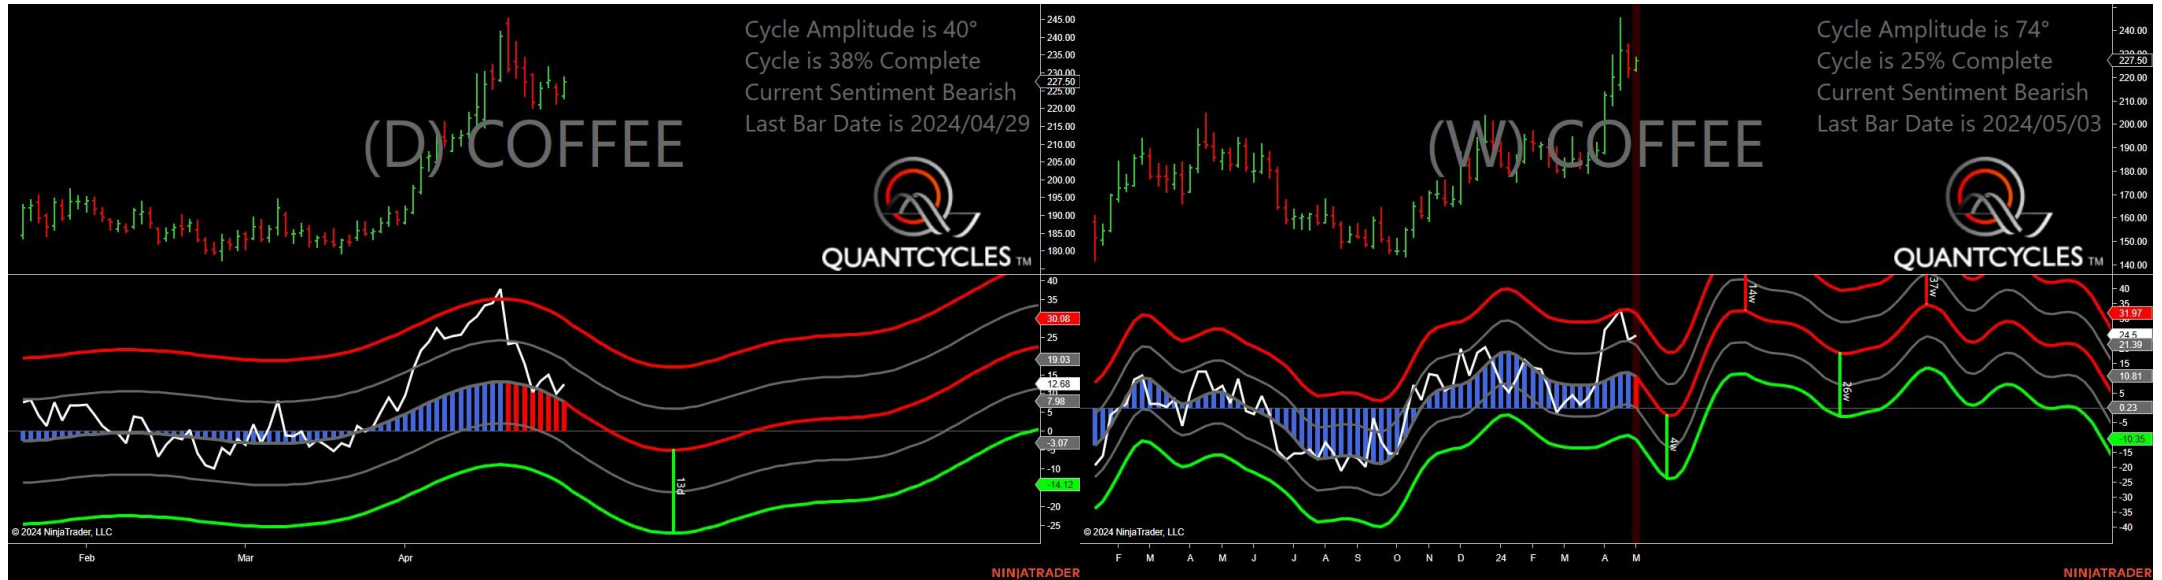 Cycle Amplitude is 40°
Cycle is 38% Complete
Current Sentiment Bearish
Last Bar Date is 2024/04/29
(D) COFFEE
QUANTCYCLES TM
245.00
240.00
235.00
230.00
227.50
225.00
220.00
215.00
210.00
205.00
200.00
195.00
190.00
185.00
180.00
40
35
30.08
25
19.03
15
12.68
7.98
5
0
-3.07
-5
-10
-14.12
-20
-25
13d
© 2024 NinjaTrader, LLC
Feb
Mar
Apr
NINJATRADER
Cycle Amplitude is 74°
Cycle is 25% Complete
Current Sentiment Bearish
Last Bar Date is 2024/05/03
(W) COFFEE
QUANTCYCLES TM
240.00
227.50
220.00
210.00
200.00
190.00
180.00
170.00
160.00
150.00
140.00
14w
37w
26w
4w
40
35
31.97
24.5
21.39
15
10.81
5
0.23
-5
-10.35
-15
-20
-25
-30
-35
-40
© 2024 NinjaTrader, LLC
F
M
A
M
J
J
A
S
O
N
D
24
F
M
A
M
NINJATRADER